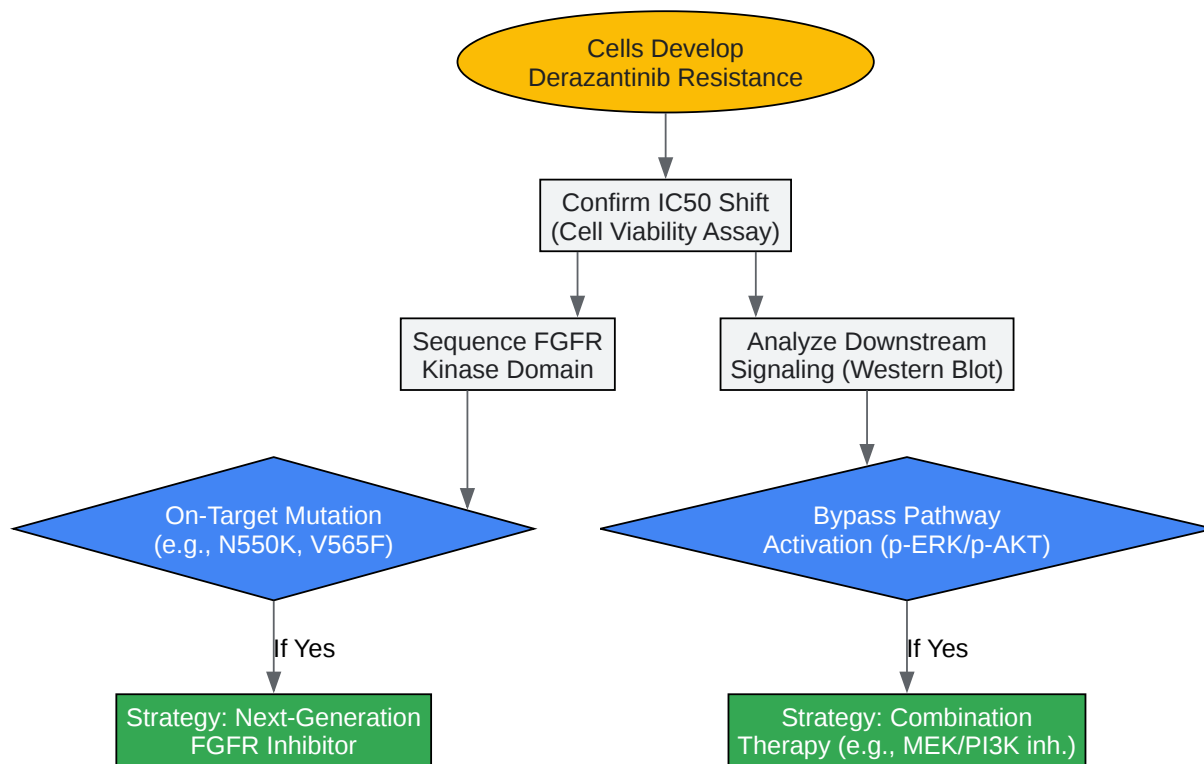 Cells Develop
Derazantinib Resistance
Confirm IC50 Shift
(Cell Viability Assay)
Sequence FGFR
Kinase Domain
Analyze Downstream
Signaling (Western Blot)
On-Target Mutation
(e.g., N550K, V565F)
Bypass Pathway
Activation (p-ERK/p-AKT)
If Yes
If Yes
Strategy: Next-Generation
FGFR Inhibitor
Strategy: Combination
Therapy (e.g., MEK/PI3K inh.)